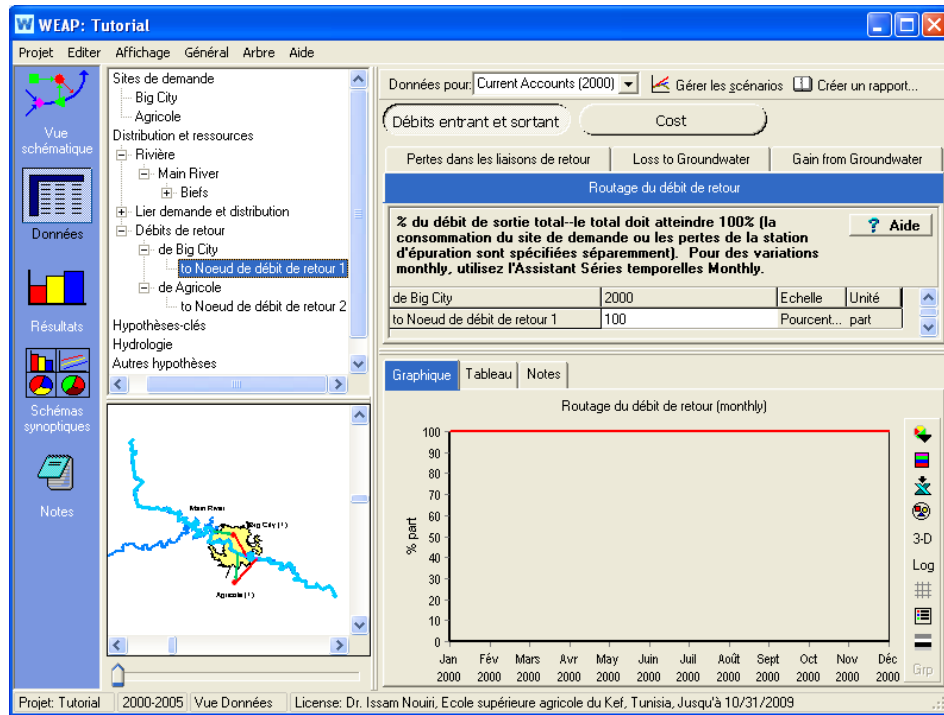 WEAP: Tutorial
Projet Editer Affichage Général Arbre Aide
Vue
schématique
Données
Résultats
Schémas
synoptiques
Notes
Sites de demande
Big City
Agricole
Distribution et ressources
Rivière
Main River
Biefs
Lier demande et distribution
Débits de retour
de Big City
to Noeud de débit de retour 1
de Agricole
to Noeud de débit de retour 2
Hypothèses-clés
Hydrologie
Autres hypothèses
Main River
Big City (1)
Agricole (1)
Données pour: Current Accounts (2000) Gérer les scénarios Créer un rapport...
Débits entrant et sortant Cost
Pertes dans les liaisons de retour Loss to Groundwater Gain from Groundwater
Routage du débit de retour
% du débit de sortie total--le total doit atteindre 100% (la
consommation du site de demande ou les pertes de la station
d'épuration sont spécifiées séparemment). Pour des variations
monthly, utilisez l'Assistant Séries temporelles Monthly.
? Aide
de Big City 2000 Echelle Unité
to Noeud de débit de retour 1 100 Pourcent... part
Graphique Tableau Notes
Routage du débit de retour (monthly)
% part
100
90
80
70
60
50
40
30
20
10
0
Jan Fév Mars Avr May Juin Juil Août Sept Oct Nov Déc
2000 2000 2000 2000 2000 2000 2000 2000 2000 2000 2000 2000
3-D
Log
Grp
Projet: Tutorial 2000-2005 Vue Données License: Dr. Issam Nouiri, Ecole supérieure agricole du Kef, Tunisia, Jusqu'à 10/31/2009